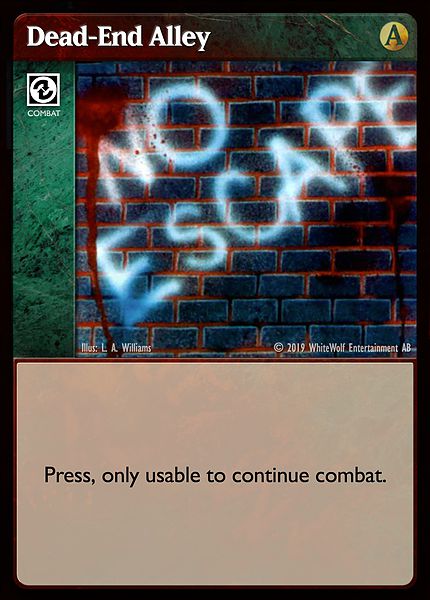 Dead-End Alley
A
COMBAT
NO
ESCAPE
Illus: L. A. Williams
© 2019 WhiteWolf Entertainment AB
Press, only usable to continue combat.